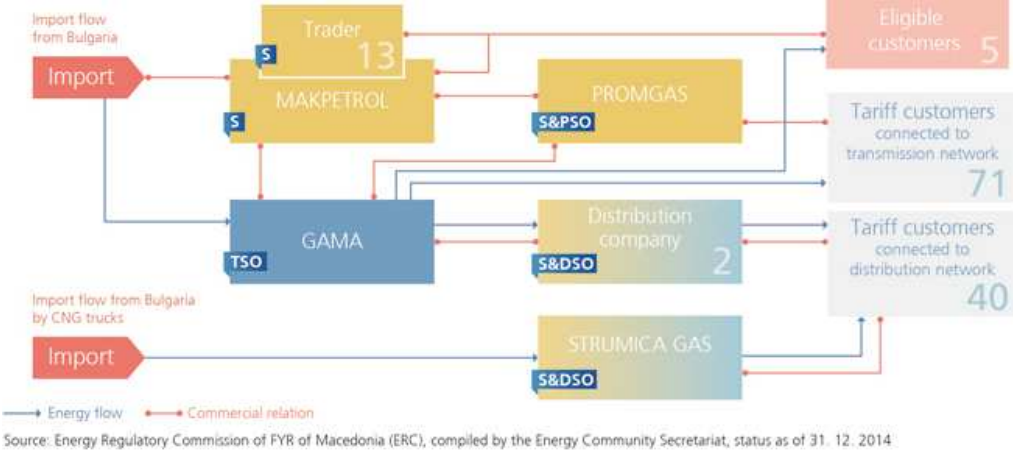 Import flow
from Bulgaria
Import
Trader
13
S
MAKPETROL
S
PROMGAS
S&PSO
Eligible
customers
5
Tariff customers
connected to
transmission network
71
GAMA
TSO
Distribution
company
2
S&DSO
Tariff customers
connected to
distribution network
40
Import flow from Bulgaria
by CNG trucks
Import
STRUMICA GAS
S&DSO
Energy flow
Commercial relation
Source: Energy Regulatory Commission of FYR of Macedonia (ERC), compiled by the Energy Community Secretariat, status as of 31. 12. 2014